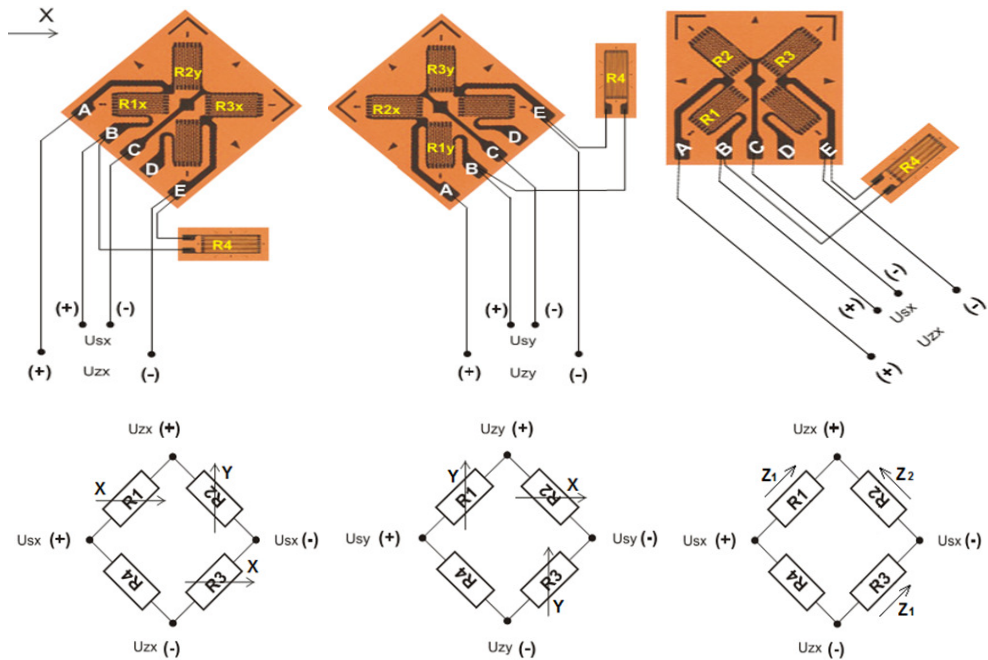 X
R2y
R1x
R3x
A
B
C
D
E
R4
(+)
(-)
Usx
(+)
Uzx
(-)
R3y
R2x
R1y
E
D
C
B
A
R4
(+)
(-)
Usy
(+)
Uzy
(-)
R2
R3
R1
A
B
C
D
E
R4
(-)
(+)
Usx
(-)
Uzx
(+)
Uzx (+)
X
R1
Y
R2
Usx (+)
Usx (-)
R4
R3
X
Uzx (-)
Uzy (+)
Y
R1
R2
X
Usy (+)
Usy (-)
R4
R3
Y
Uzy (-)
Uzx (+)
Z1
R1
R2
Z2
Usx (+)
Usx (-)
R4
R3
Z1
Uzx (-)